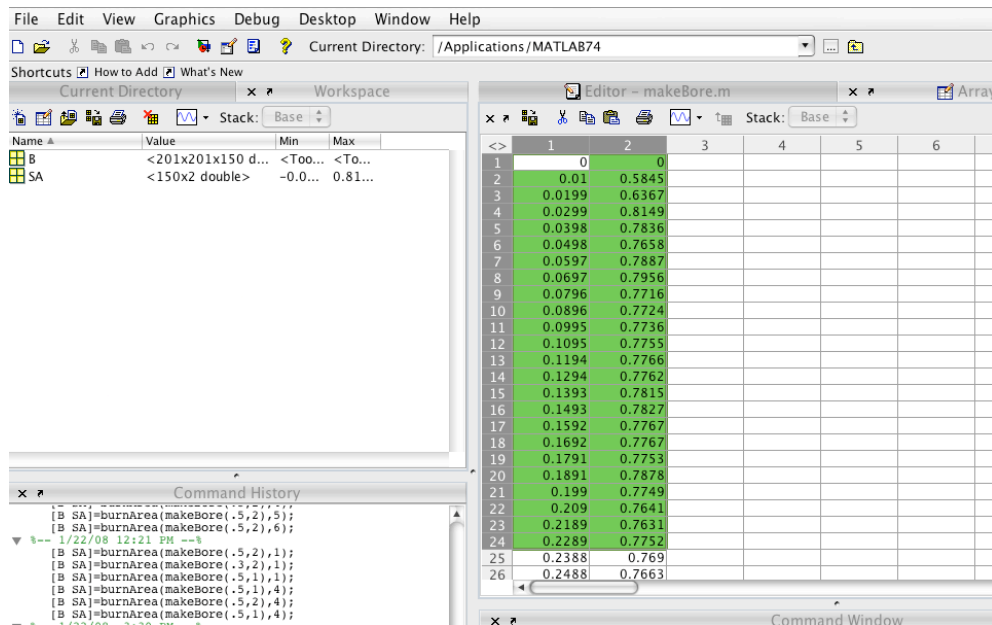 File Edit View Graphics Debug Desktop Window Help
Current Directory: /Applications/MATLAB74
Shortcuts How to Add What's New
Current Directory Workspace
Stack: Base
Name Value Min Max
B <201x201x150 d... <Too... <To...
SA <150x2 double> -0.0... 0.81...
Command History
[B SA]=burnArea(makeBore(.5,2),5);
[B SA]=burnArea(makeBore(.5,2),6);
%-- 1/22/08 12:21 PM --%
[B SA]=burnArea(makeBore(.5,2),1);
[B SA]=burnArea(makeBore(.3,2),1);
[B SA]=burnArea(makeBore(.5,1),1);
[B SA]=burnArea(makeBore(.5,1),4);
[B SA]=burnArea(makeBore(.5,2),4);
[B SA]=burnArea(makeBore(.5,1),4);
Editor – makeBore.m Array
Stack: Base
<> 1 2 3 4 5 6
1 0 0
2 0.01 0.5845
3 0.0199 0.6367
4 0.0299 0.8149
5 0.0398 0.7836
6 0.0498 0.7658
7 0.0597 0.7887
8 0.0697 0.7956
9 0.0796 0.7716
10 0.0896 0.7724
11 0.0995 0.7736
12 0.1095 0.7755
13 0.1194 0.7766
14 0.1294 0.7762
15 0.1393 0.7815
16 0.1493 0.7827
17 0.1592 0.7767
18 0.1692 0.7767
19 0.1791 0.7753
20 0.1891 0.7878
21 0.199 0.7749
22 0.209 0.7641
23 0.2189 0.7631
24 0.2289 0.7752
25 0.2388 0.769
26 0.2488 0.7663
Command Window